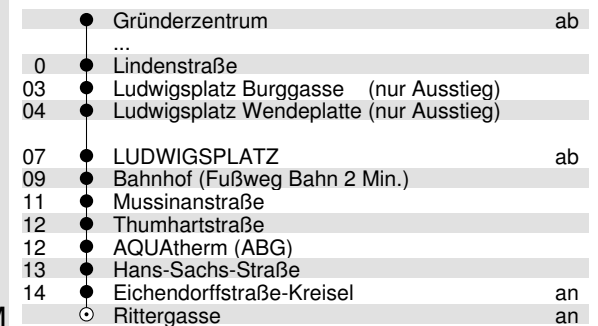 Gründerzentrum ab
...
0 Lindenstraße
03 Ludwigsplatz Burggasse (nur Ausstieg)
04 Ludwigsplatz Wendeplatte (nur Ausstieg)
07 LUDWIGSPLATZ ab
09 Bahnhof (Fußweg Bahn 2 Min.)
11 Mussinanstraße
12 Thumhartstraße
12 AQUAtherm (ABG)
13 Hans-Sachs-Straße
14 Eichendorffstraße-Kreisel an
Rittergasse an